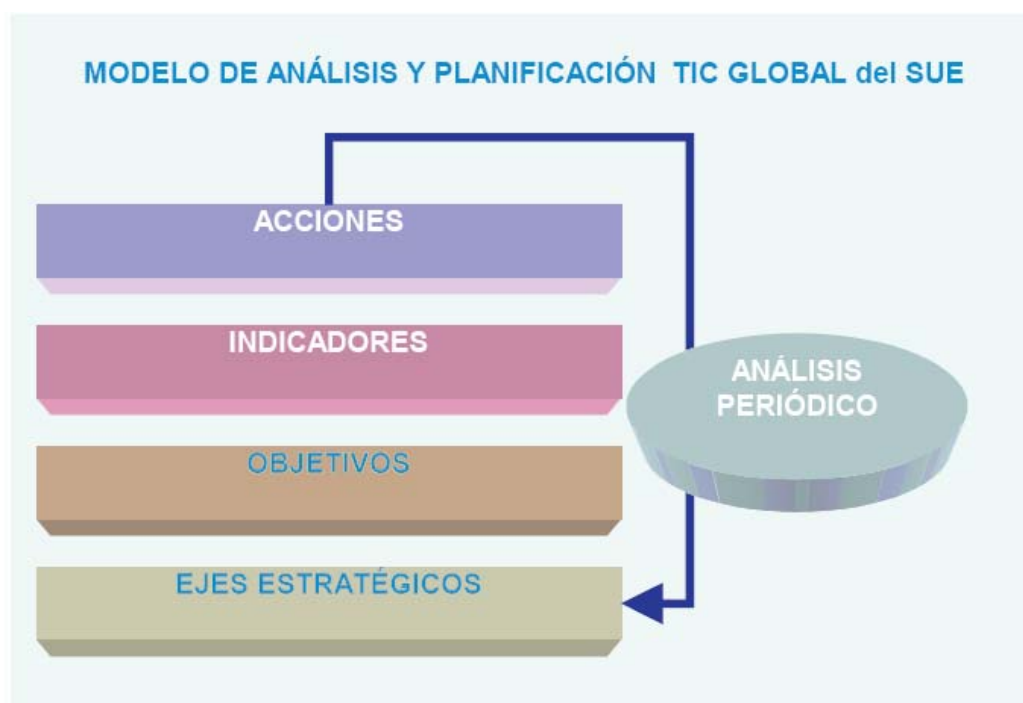 MODELO DE ANÁLISIS Y PLANIFICACIÓN TIC GLOBAL del SUE
ACCIONES
INDICADORES
ANÁLISIS
PERIÓDICO
OBJETIVOS
EJES ESTRATÉGICOS